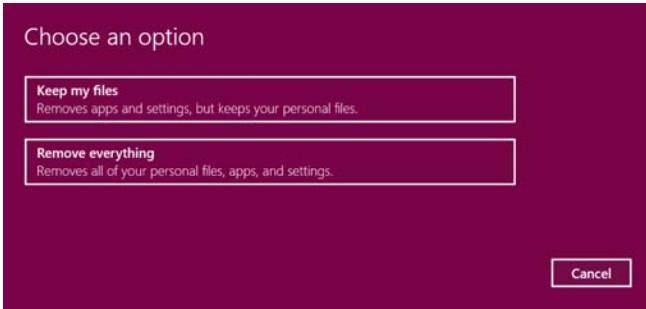 Choose an option
Keep my files
Removes apps and settings, but keeps your personal files.
Remove everything
Removes all of your personal files, apps, and settings.
Cancel